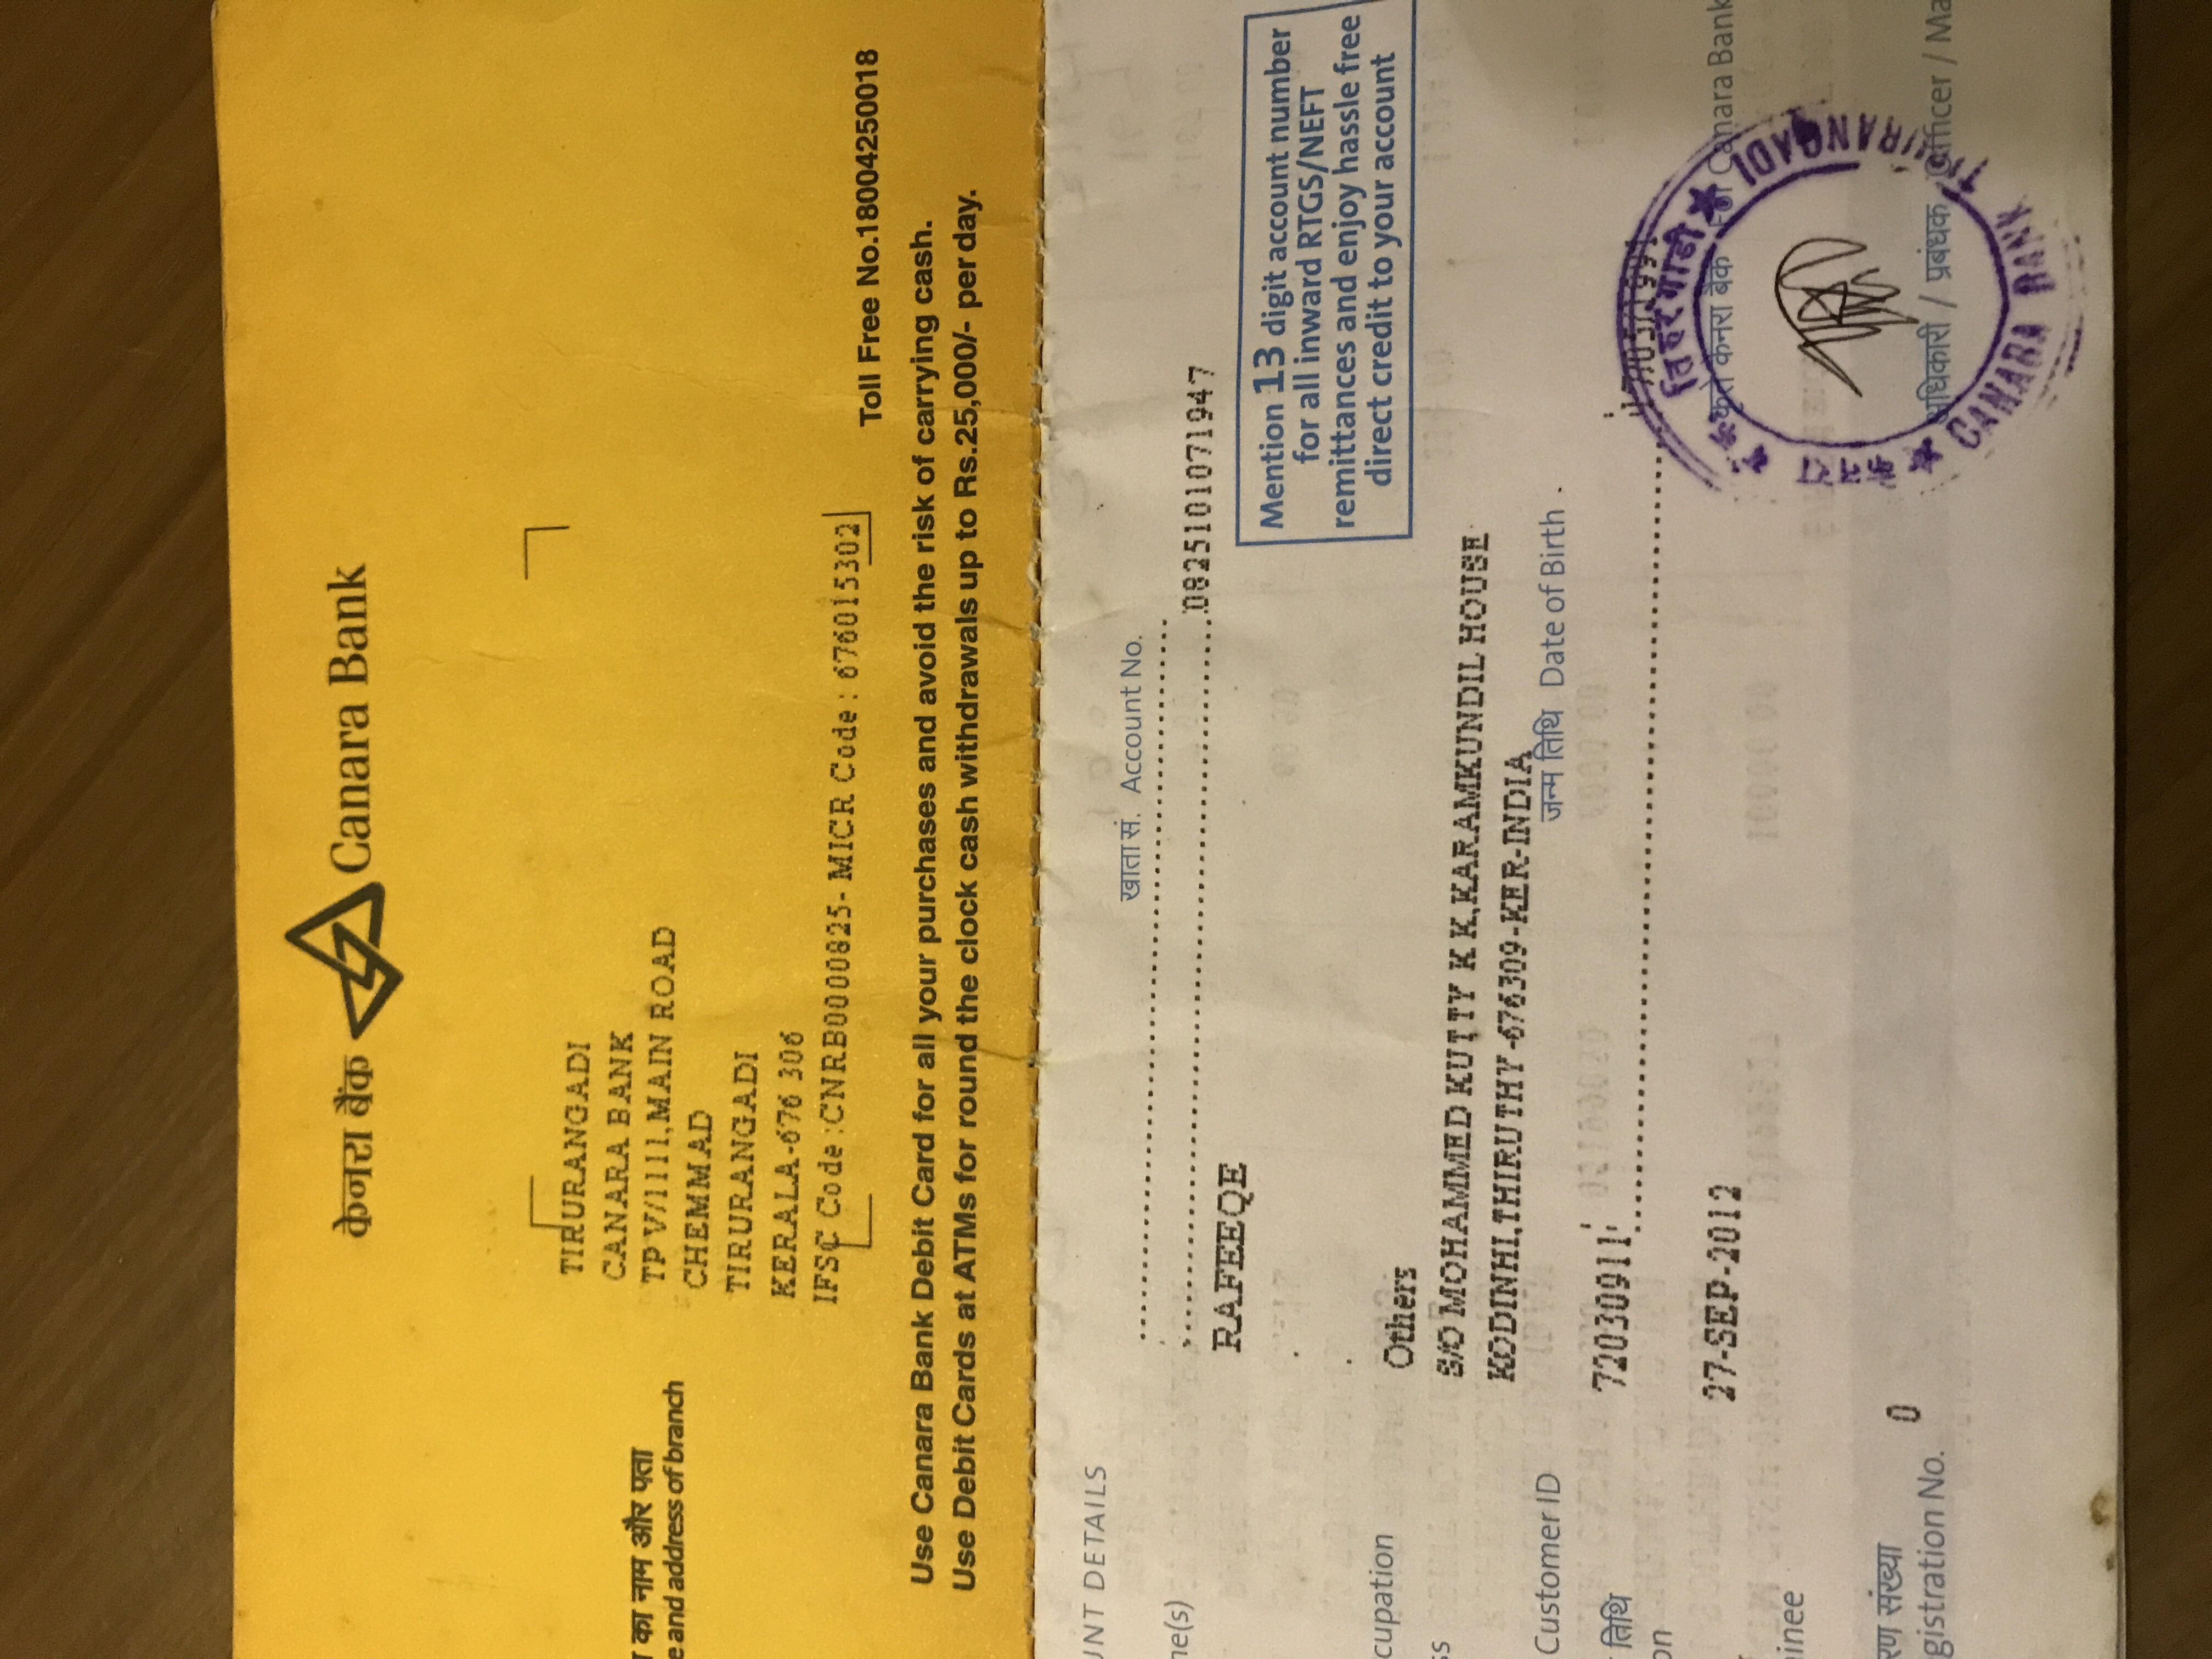 केनरा बैंक Canara Bank
TIRURANGADI
CANARA BANK
TP V/1111,MAIN ROAD
CHEMMAD
TIRURANGADI
KERALA-676 306
IFSC Code :CNRB0000825- MICR Code : 676015302
का नाम और पता
e and address of branch
Toll Free No.18004250018
Use Canara Bank Debit Card for all your purchases and avoid the risk of carrying cash.
Use Debit Cards at ATMs for round the clock cash withdrawals up to Rs.25,000/- per day.
UNT DETAILS
खाता सं. Account No.
ne(s)
0825101071947
RAFEEQE
Mention 13 digit account number
for all inward RTGS/NEFT
remittances and enjoy hassle free
direct credit to your account
cupation
Others
ss
S/O MOHAMMED KUTTY K K,KARAMKUNDIL HOUSE
KODINHI,THIRUTHY-676309-KER-INDIA
Customer ID
जन्म तिथि Date of Birth
72030911
17/05/1991
तिथि
on
27-SEP-2012
कृते केनरा बैंक For Canara Bank
inee
रण संख्या
gistration No.
0
अधिकारी / प्रबंधक Officer / Ma
केनरा बैंक तिरुरंगाडी
CANARA BANK TIRURANGADI